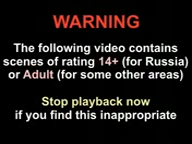 WARNING
The following video contains
scenes of rating 14+ (for Russia)
or Adult (for some other areas)
Stop playback now
if you find this inappropriate